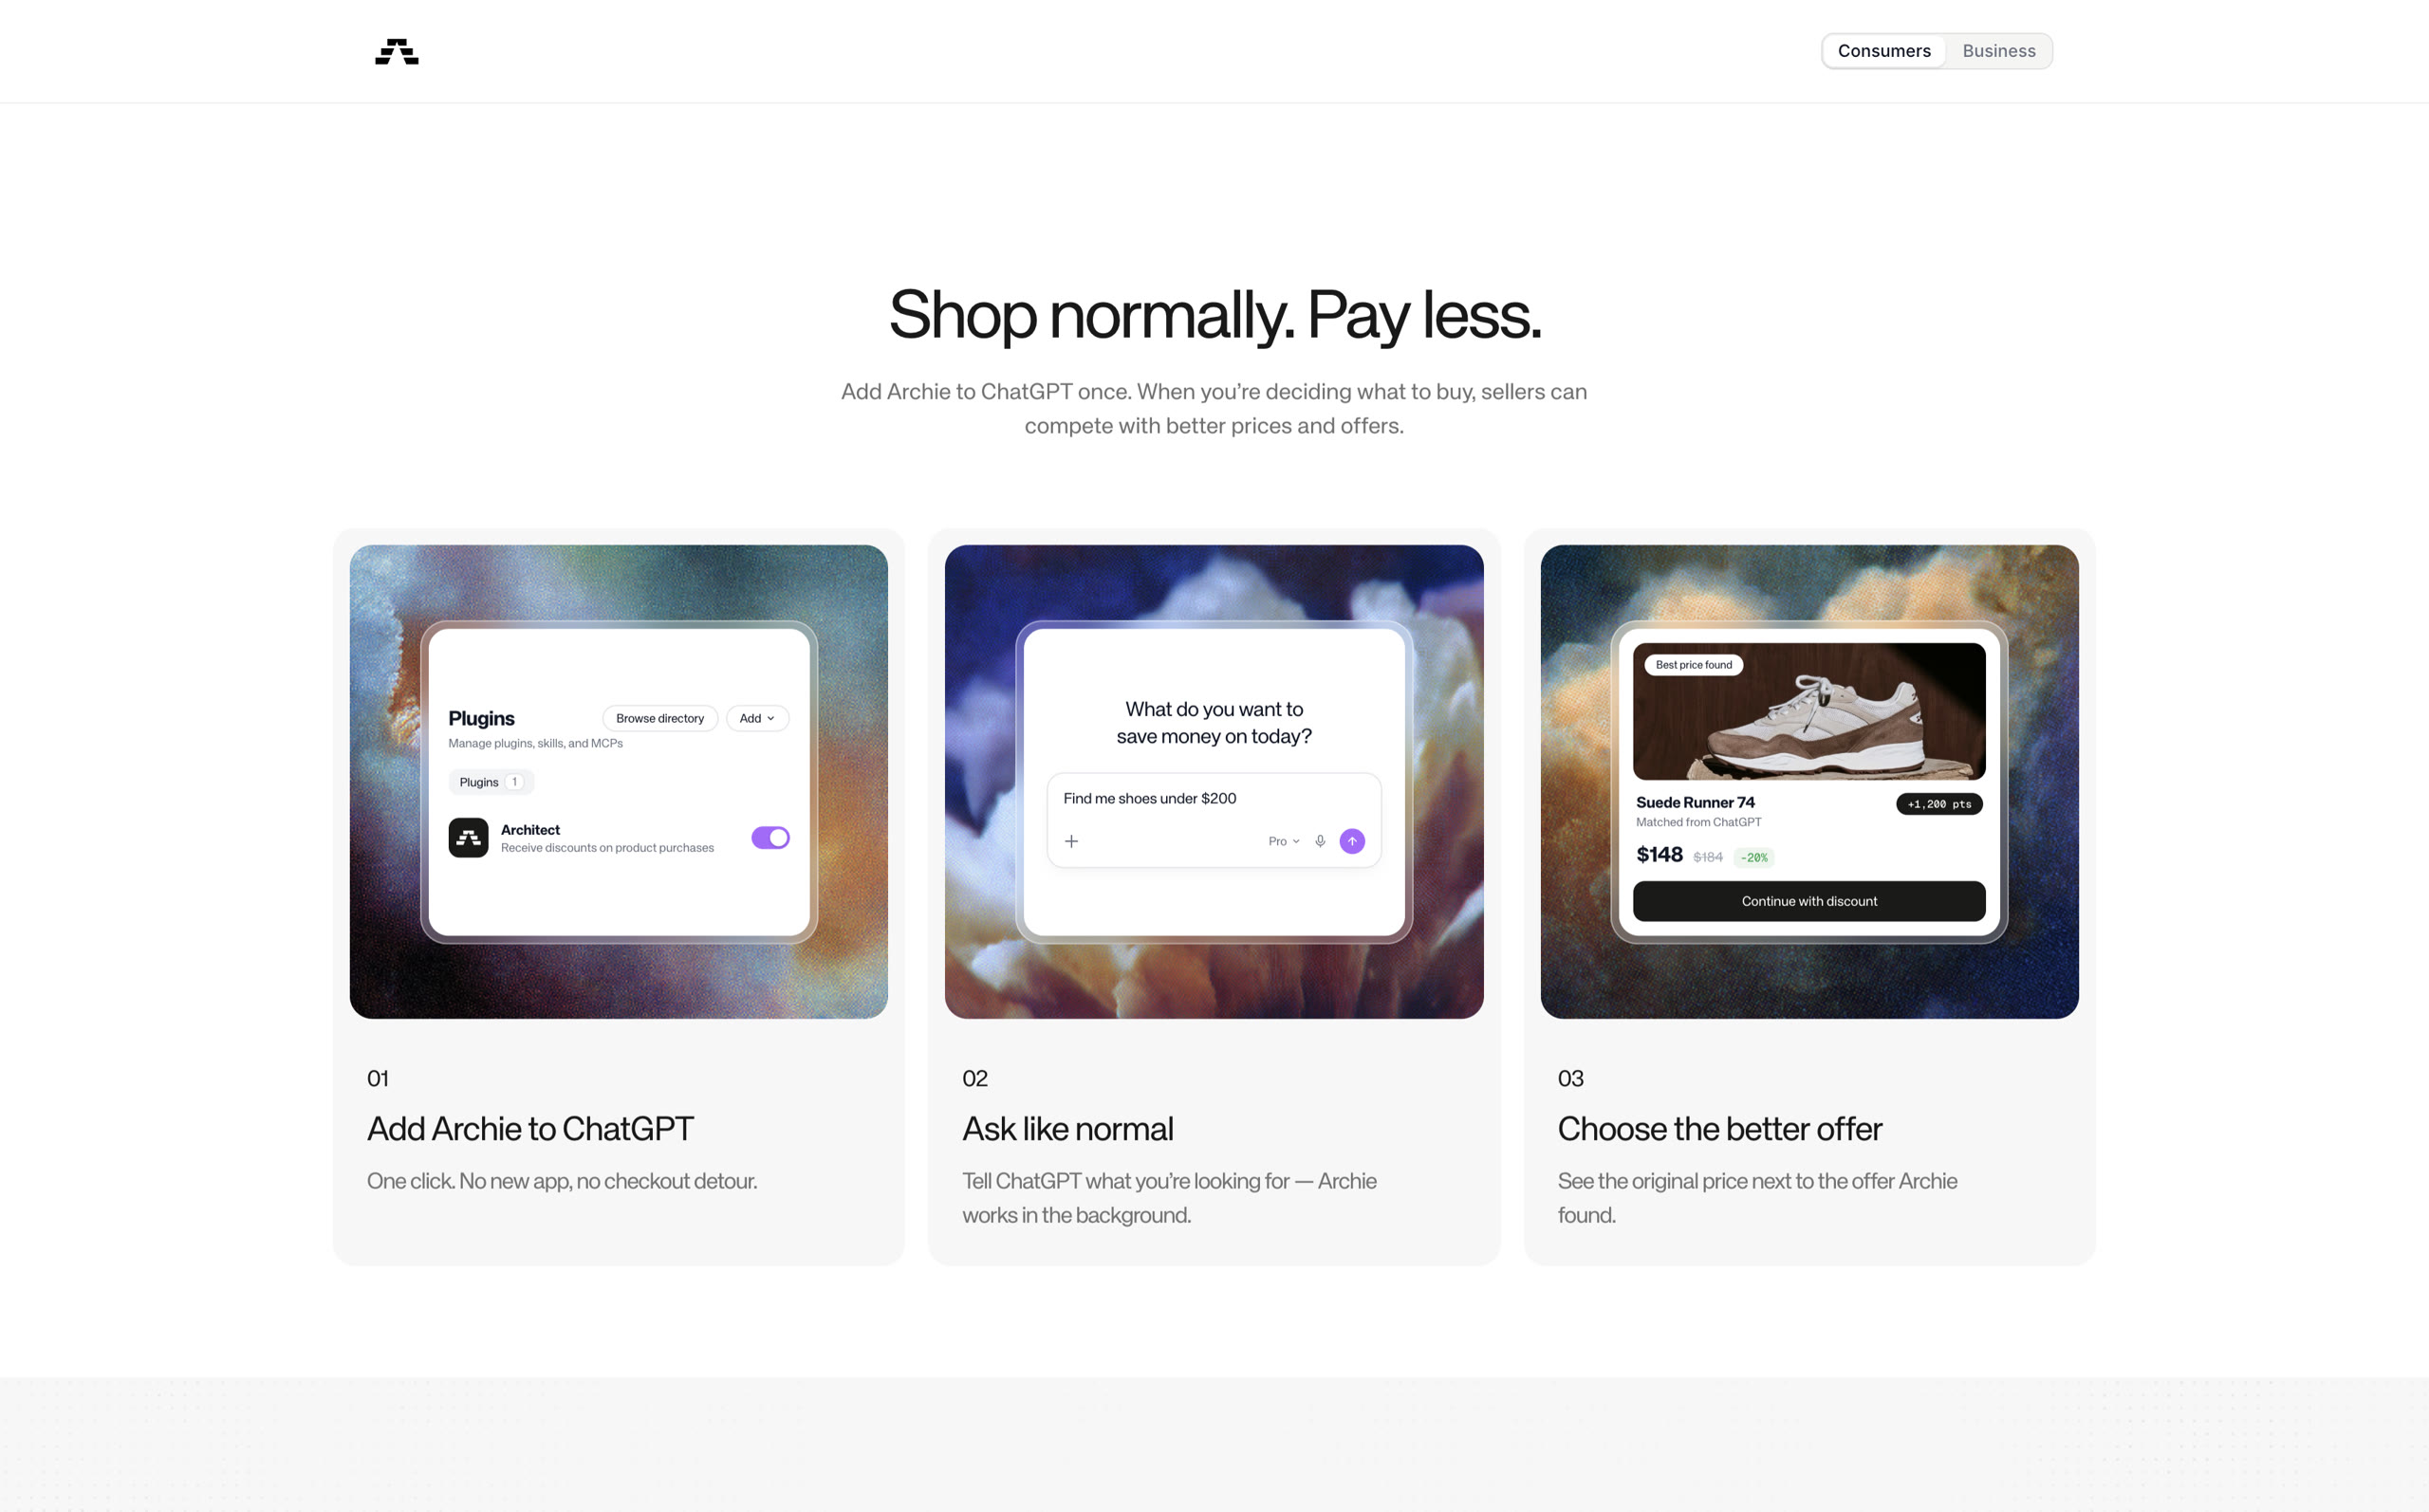 Consumers
Business
Shop normally. Pay less.
Add Archie to ChatGPT once. When you’re deciding what to buy, sellers can
compete with better prices and offers.
Plugins
Browse directory
Add
Manage plugins, skills, and MCPs
Plugins 1
Architect
Receive discounts on product purchases
01
Add Archie to ChatGPT
One click. No new app, no checkout detour.
What do you want to
save money on today?
Find me shoes under $200
Pro
02
Ask like normal
Tell ChatGPT what you’re looking for — Archie
works in the background.
Best price found
Suede Runner 74
+1,200 pts
Matched from ChatGPT
$148 $184 -20%
Continue with discount
03
Choose the better offer
See the original price next to the offer Archie
found.